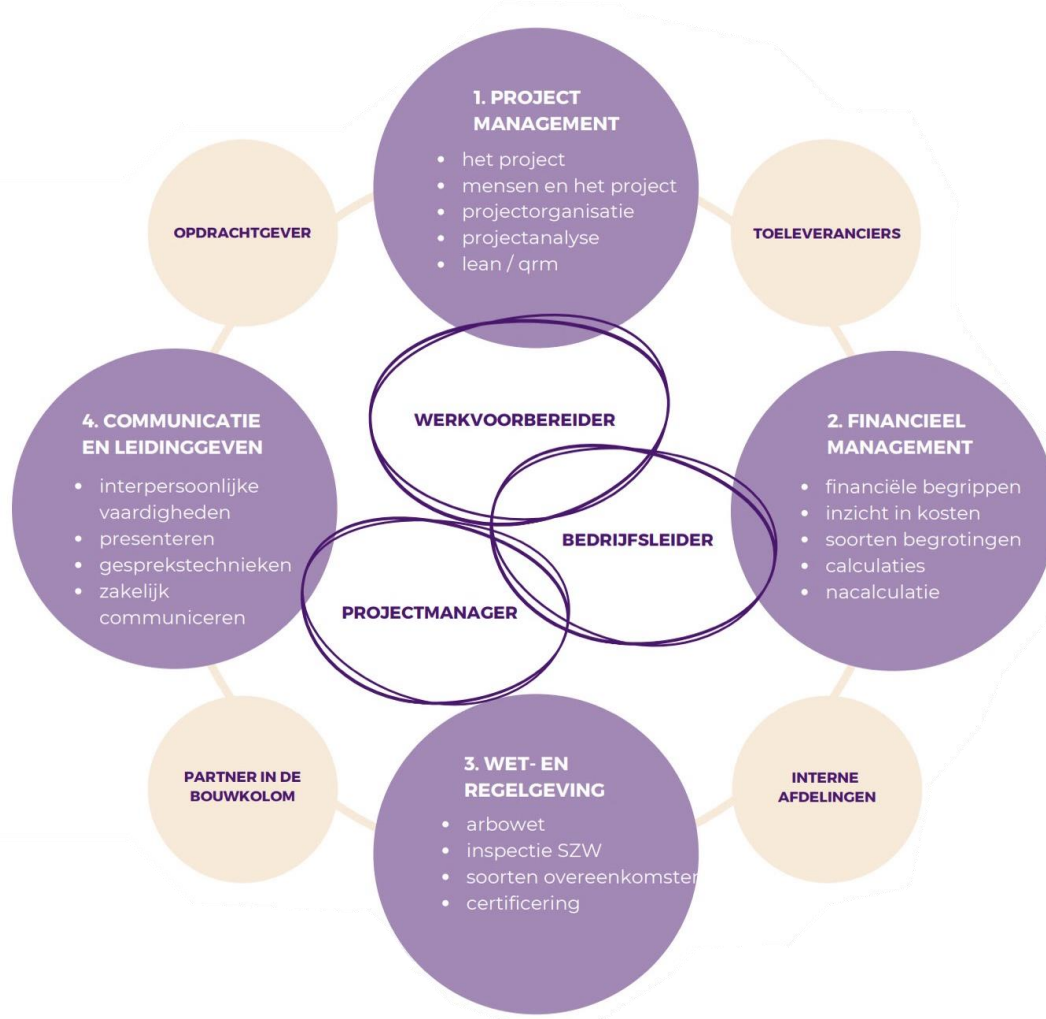 1. PROJECT
MANAGEMENT
• het project
• mensen en het project
• projectorganisatie
• projectanalyse
• lean / qrm
OPDRACHTGEVER
TOELEVERANCIERS
WERKVOORBEREIDER
4. COMMUNICATIE
EN LEIDINGGEVEN
• interpersoonlijke
vaardigheden
• presenteren
• gesprekstechnieken
• zakelijk
communiceren
2. FINANCIEEL
MANAGEMENT
• financiële begrippen
• inzicht in kosten
• soorten begrotingen
• calculaties
• nacalculatie
BEDRIJFSLEIDER
PROJECTMANAGER
PARTNER IN DE
BOUWKOLOM
3. WET- EN
REGELGEVING
• arbowet
• inspectie SZW
• soorten overeenkomsten
• certificering
INTERNE
AFDELINGEN